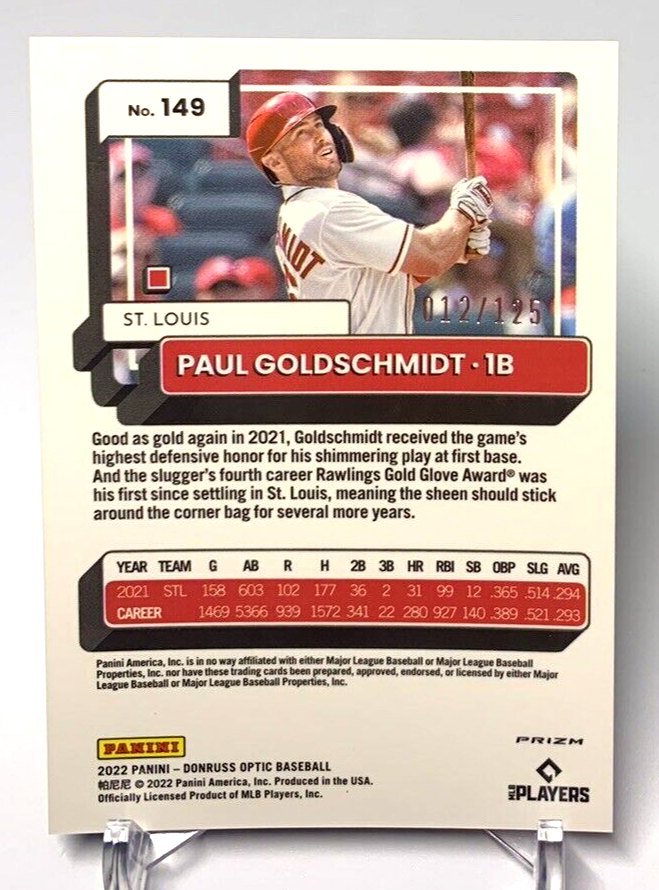 No. 149
MIDT
012/125
ST. LOUIS
PAUL GOLDSCHMIDT · 1B
Good as gold again in 2021, Goldschmidt received the game's
highest defensive honor for his shimmering play at first base.
And the slugger's fourth career Rawlings Gold Glove Award® was
his first since settling in St. Louis, meaning the sheen should stick
around the corner bag for several more years.
YEAR TEAM G AB R H 2B 3B HR RBI SB OBP SLG AVG
2021 STL 158 603 102 177 36 2 31 99 12 .365 .514 .294
CAREER 1469 5366 939 1572 341 22 280 927 140 .389 .521 .293
Panini America, Inc. is in no way affiliated with either Major League Baseball or Major League Baseball
Properties, Inc. nor have these trading cards been prepared, approved, endorsed, or licensed by either Major
League Baseball or Major League Baseball Properties, Inc.
PANINI
PRIZM
2022 PANINI – DONRUSS OPTIC BASEBALL
帕尼尼 © 2022 Panini America, Inc. Produced in the USA.
Officially Licensed Product of MLB Players, Inc.
MLB PLAYERS